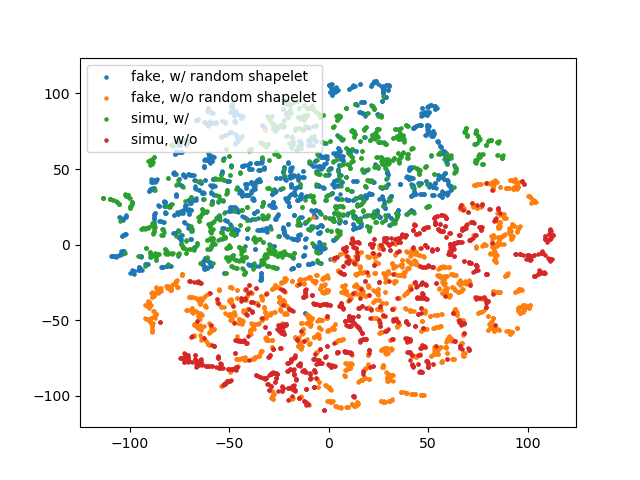 fake, w/ random shapelet
fake, w/o random shapelet
simu, w/
simu, w/o
100
50
0
−50
−100
−100
−50
0
50
100